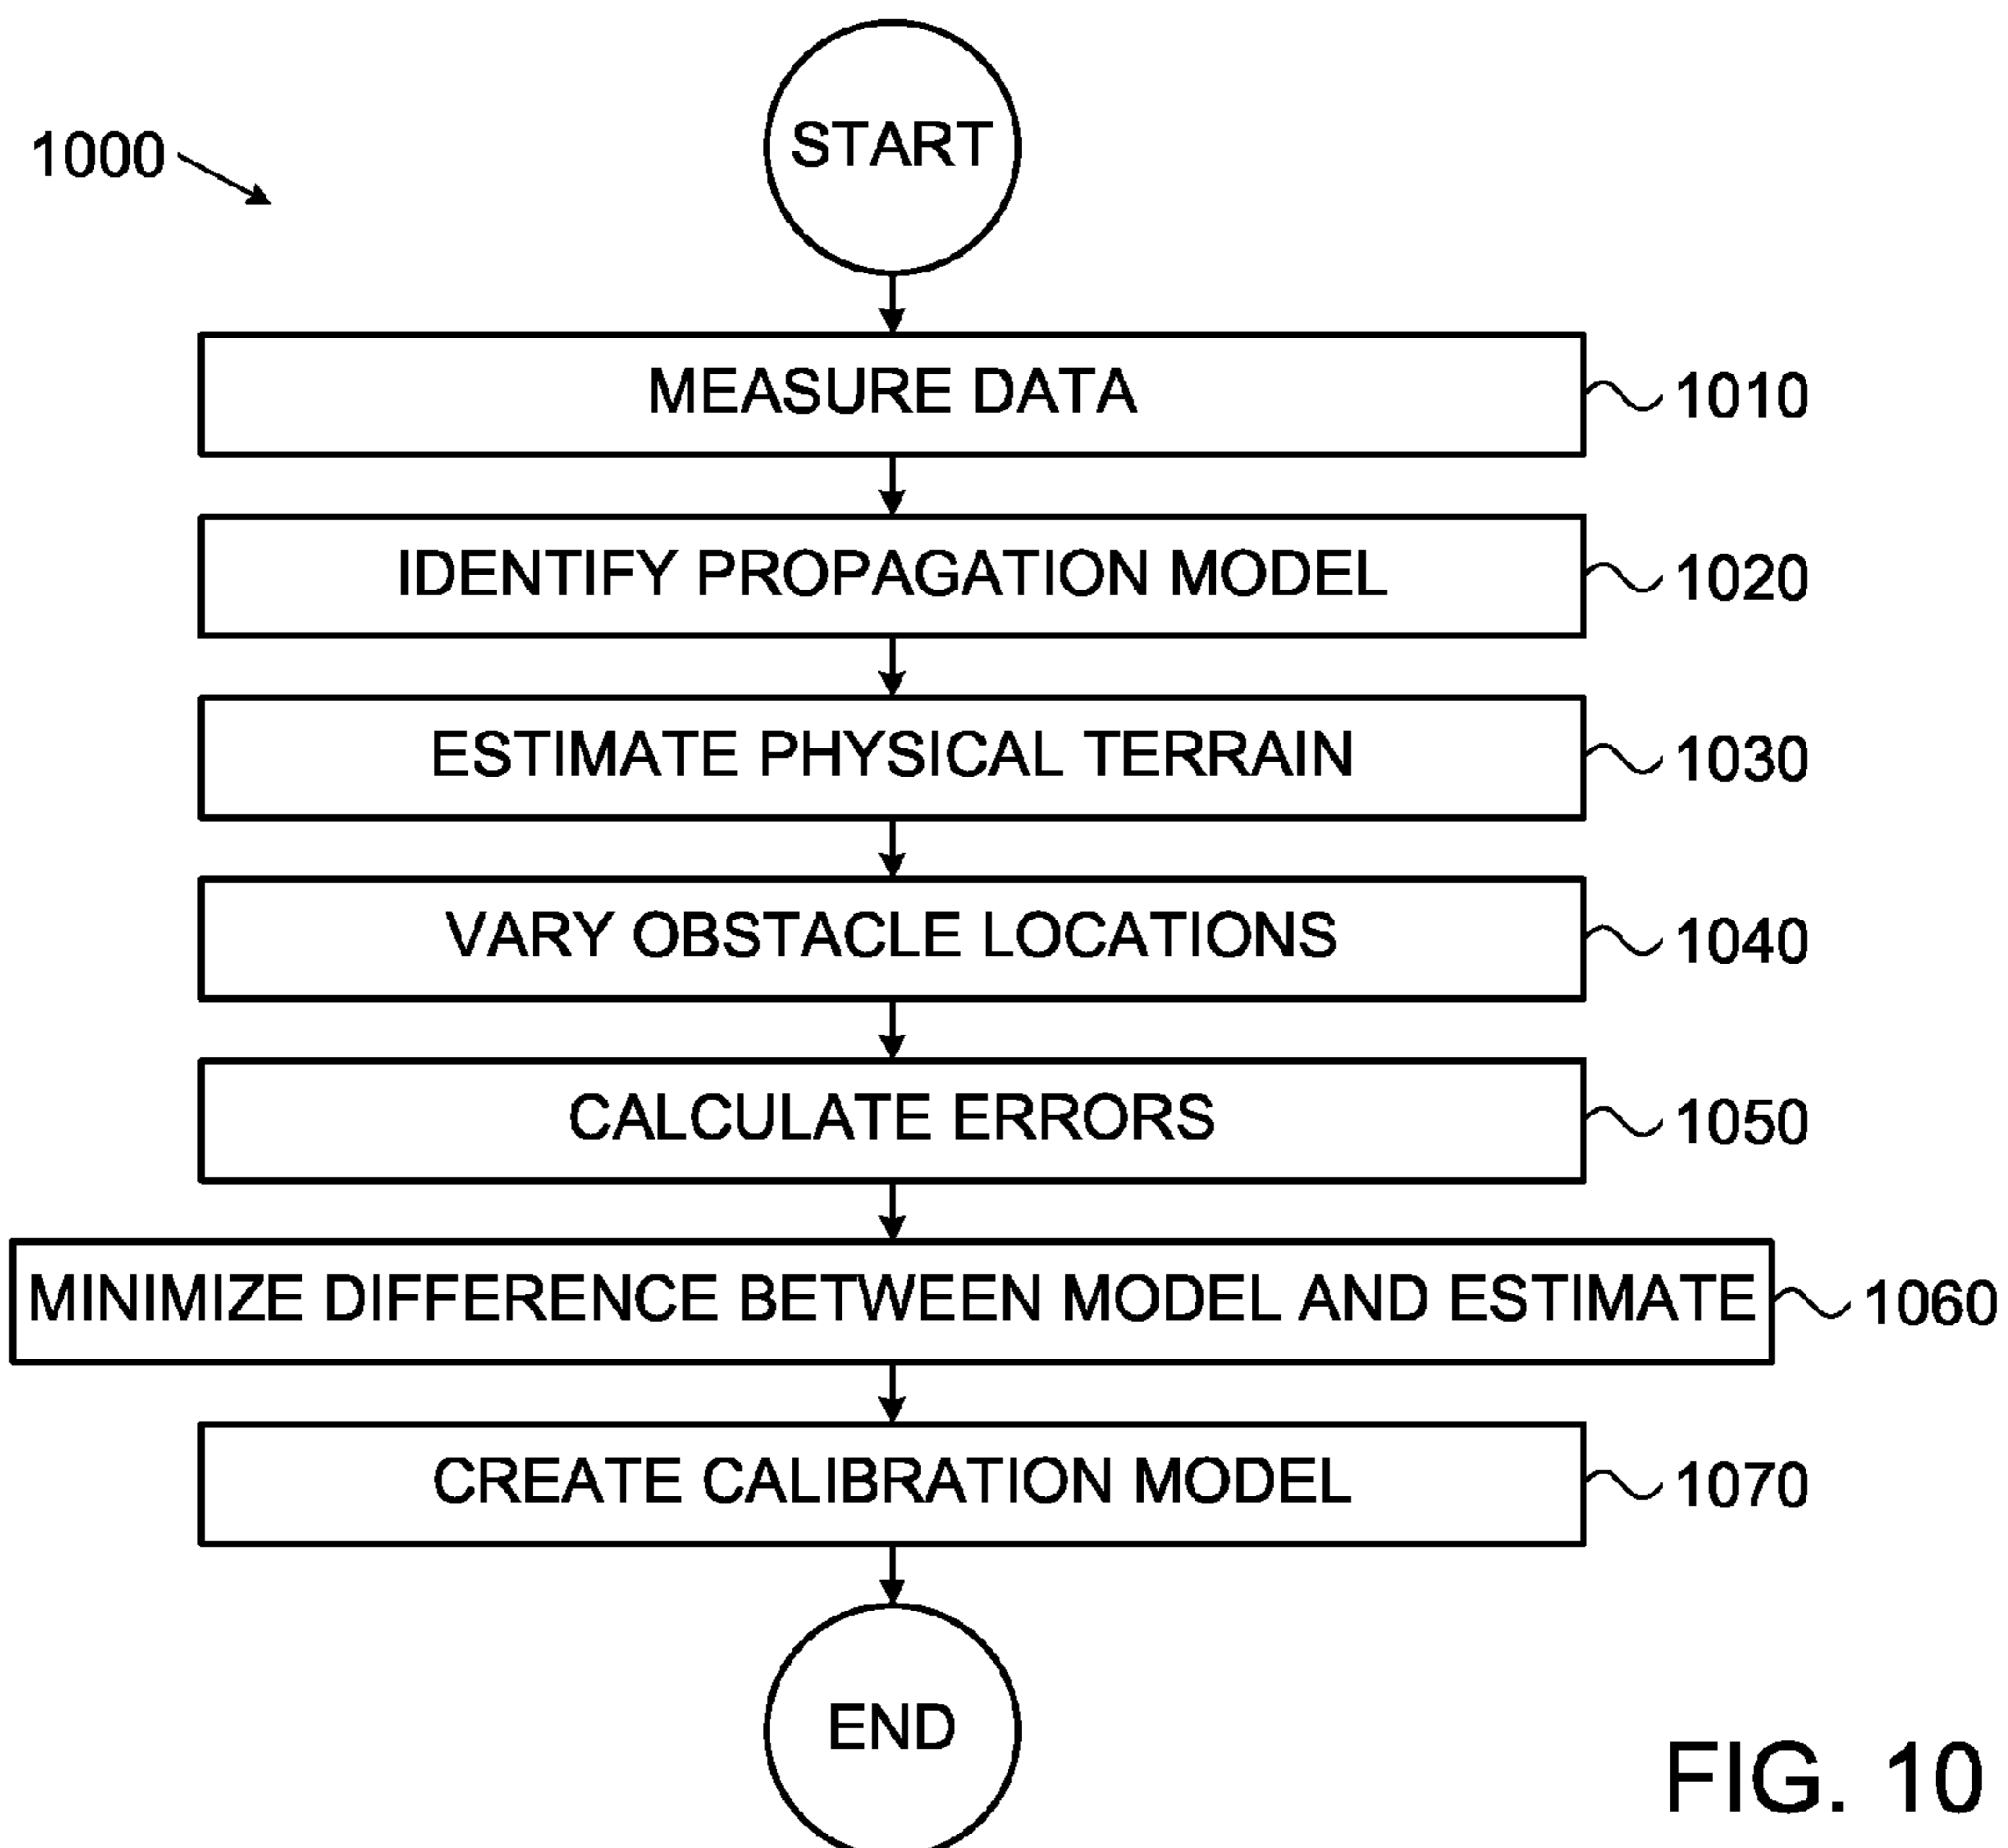 START
1000
MEASURE DATA
1010
IDENTIFY PROPAGATION MODEL
1020
ESTIMATE PHYSICAL TERRAIN
1030
VARY OBSTACLE LOCATIONS
1040
CALCULATE ERRORS
1050
MINIMIZE DIFFERENCE BETWEEN MODEL AND ESTIMATE
1060
CREATE CALIBRATION MODEL
1070
END
FIG. 10